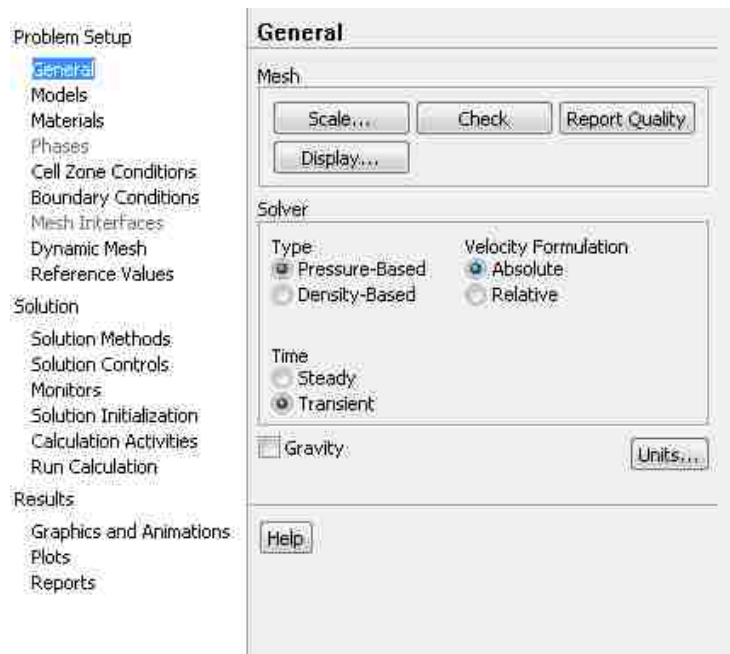 Problem Setup
General
Models
Materials
Phases
Cell Zone Conditions
Boundary Conditions
Mesh Interfaces
Dynamic Mesh
Reference Values
Solution
Solution Methods
Solution Controls
Monitors
Solution Initialization
Calculation Activities
Run Calculation
Results
Graphics and Animations
Plots
Reports
General
Mesh
Scale... Check Report Quality
Display...
Solver
Type Velocity Formulation
Pressure-Based Absolute
Density-Based Relative
Time
Steady
Transient
Gravity Units...
Help